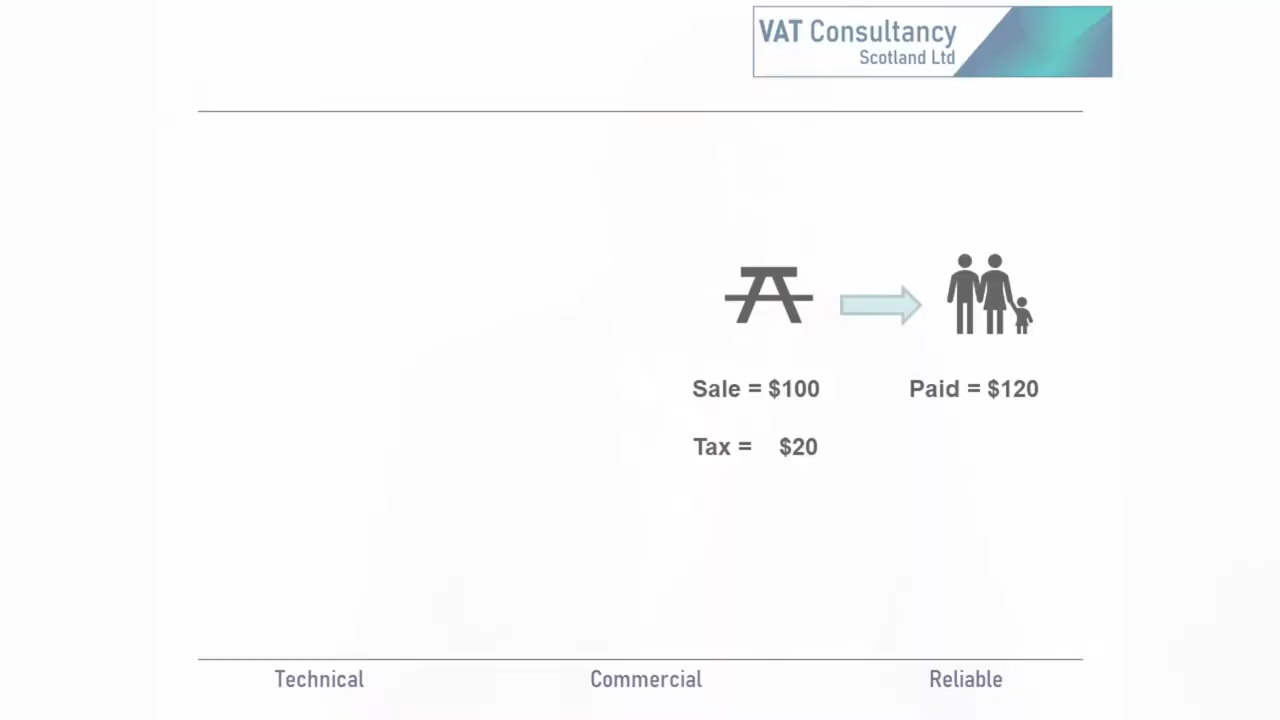 VAT Consultancy
Scotland Ltd
Sale = $100
Paid = $120
Tax = $20
Technical
Commercial
Reliable